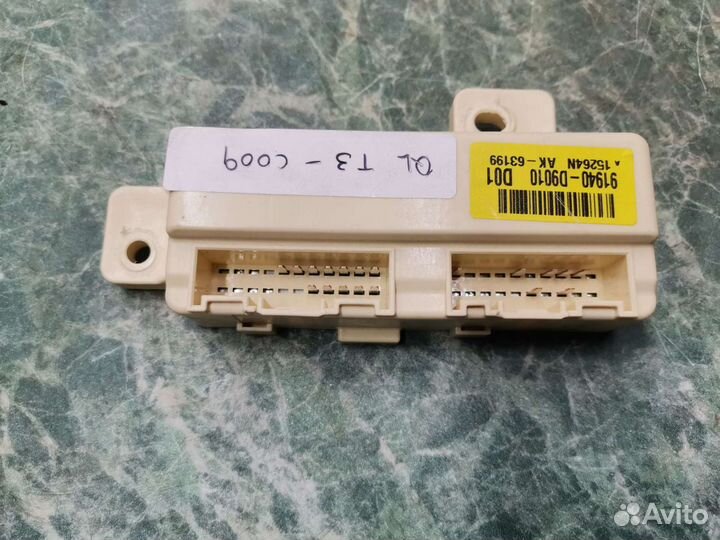 QL T3 - C009
91940-D9010 D01
▲ 15264N AK-63199
Avito